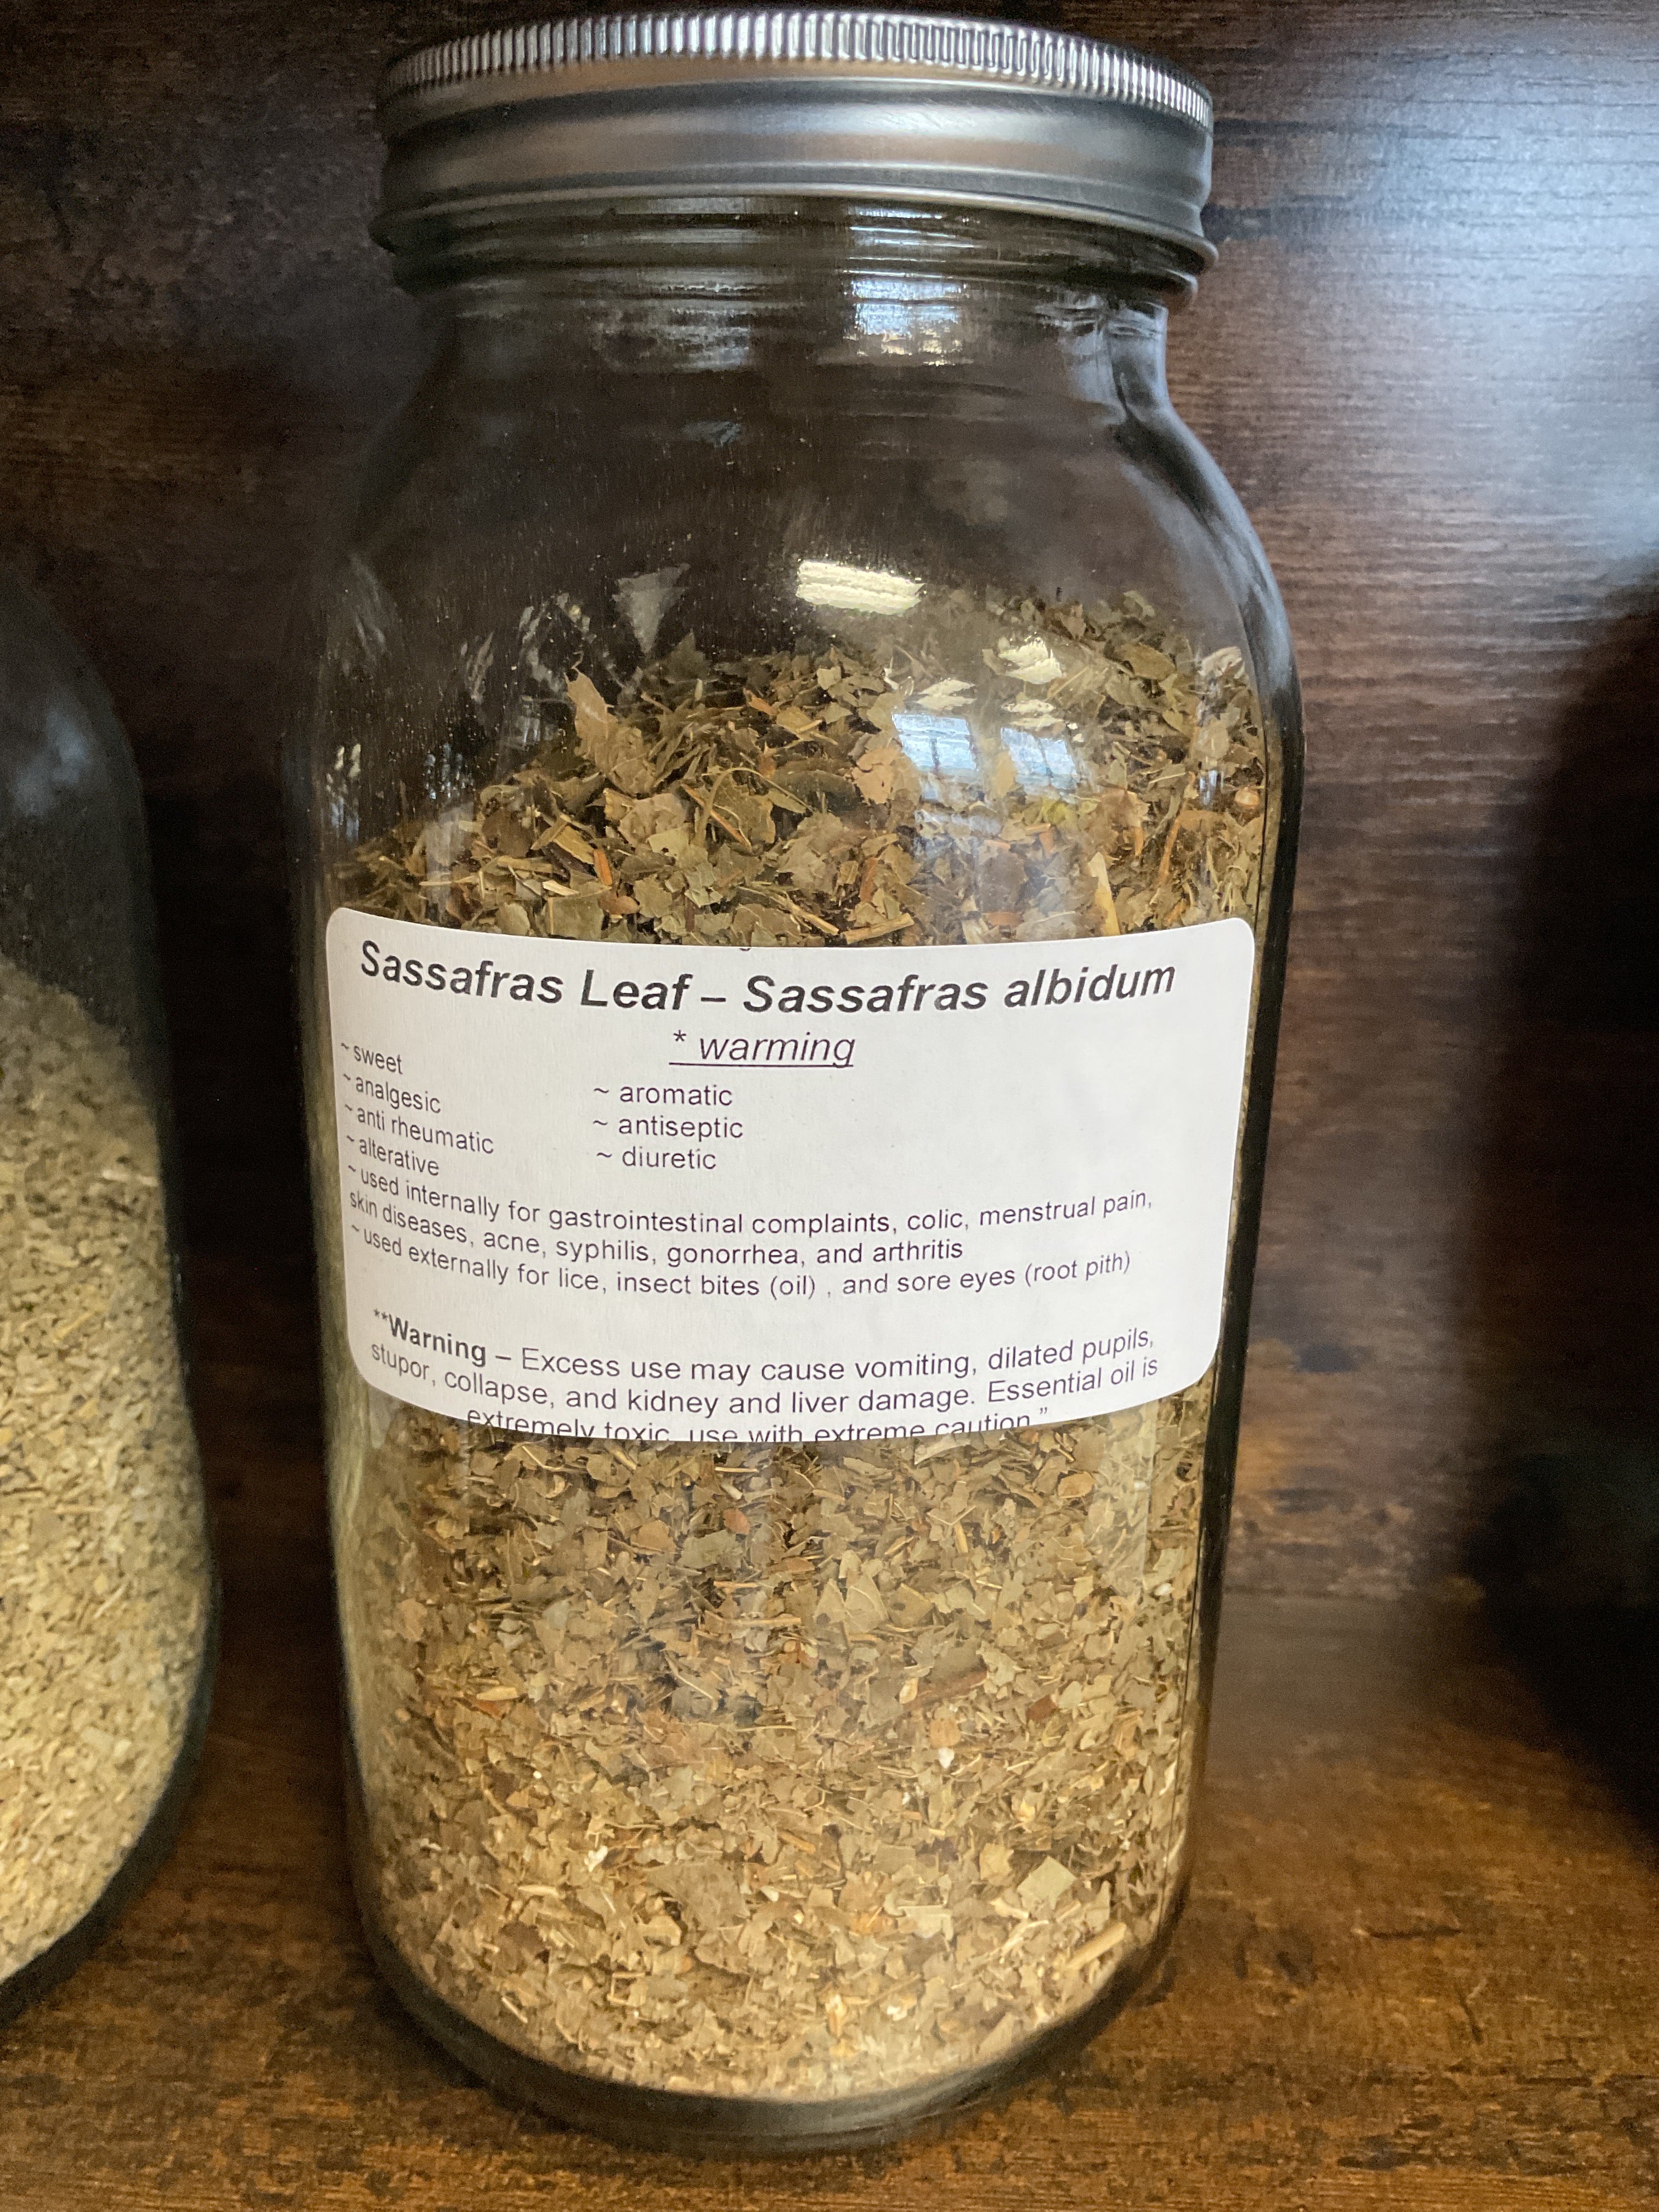 Sassafras Leaf – Sassafras albidum
* warming
~ sweet
~ analgesic
~ aromatic
~ anti rheumatic
~ antiseptic
~ alterative
~ diuretic
~ used internally for gastrointestinal complaints, colic, menstrual pain,
skin diseases, acne, syphilis, gonorrhea, and arthritis
~ used externally for lice, insect bites (oil) , and sore eyes (root pith)
**Warning – Excess use may cause vomiting, dilated pupils,
stupor, collapse, and kidney and liver damage. Essential oil is
extremely toxic, use with extreme caution.”